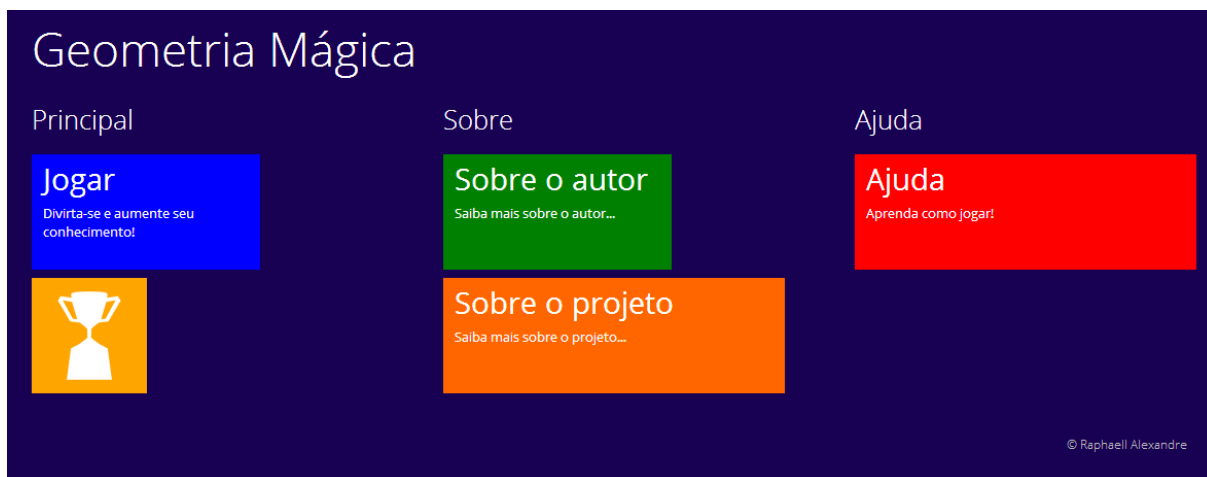 Geometria Mágica
Principal
Jogar
Divirta-se e aumente seu
conhecimento!
Sobre
Sobre o autor
Saiba mais sobre o autor...
Sobre o projeto
Saiba mais sobre o projeto...
Ajuda
Ajuda
Aprenda como jogar!
© Raphaell Alexandre